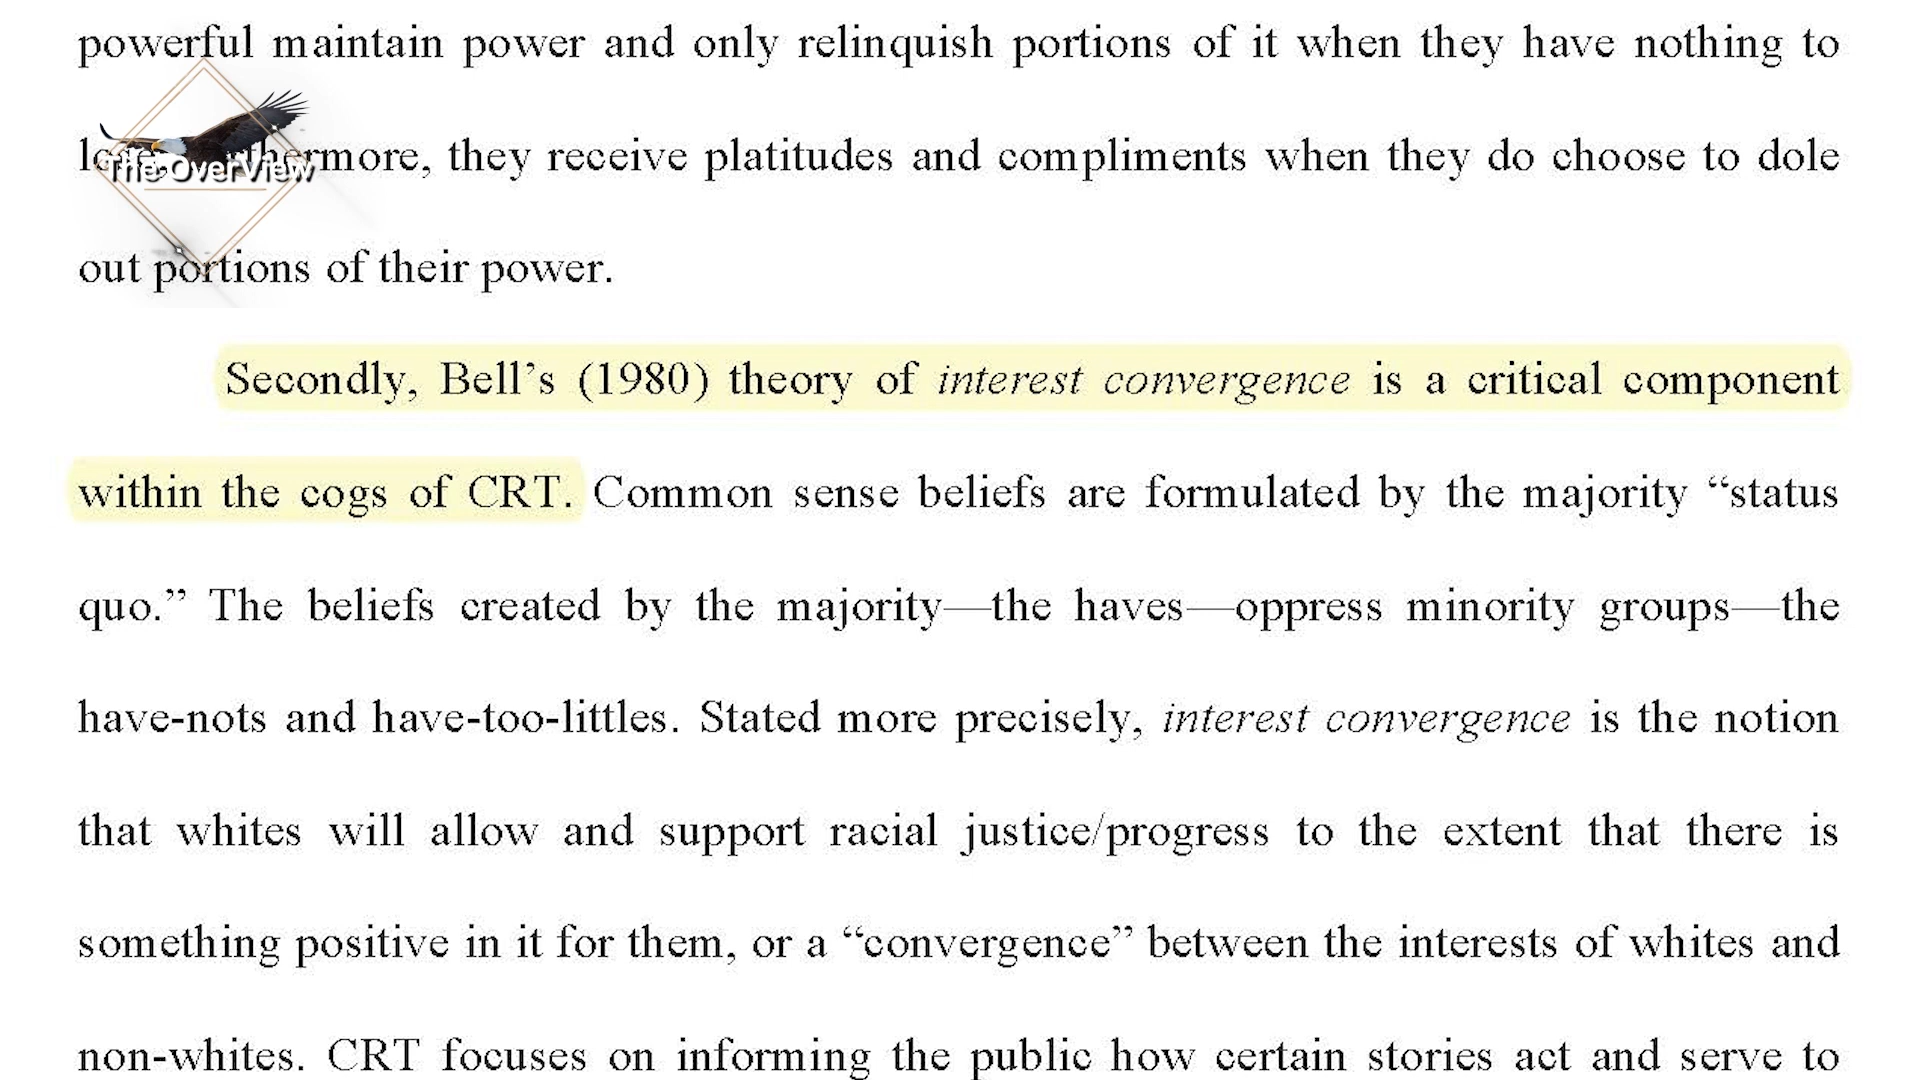 powerful maintain power and only relinquish portions of it when they have nothing to
The OverView
they receive platitudes and compliments when they do choose to dole
out portions of their power.
Secondly, Bell’s (1980) theory of interest convergence is a critical component
within the cogs of CRT. Common sense beliefs are formulated by the majority “status
quo.” The beliefs created by the majority—the haves—oppress minority groups—the
have-nots and have-too-littles. Stated more precisely, interest convergence is the notion
that whites will allow and support racial justice/progress to the extent that there is
something positive in it for them, or a “convergence” between the interests of whites and
non-whites. CRT focuses on informing the public how certain stories act and serve to